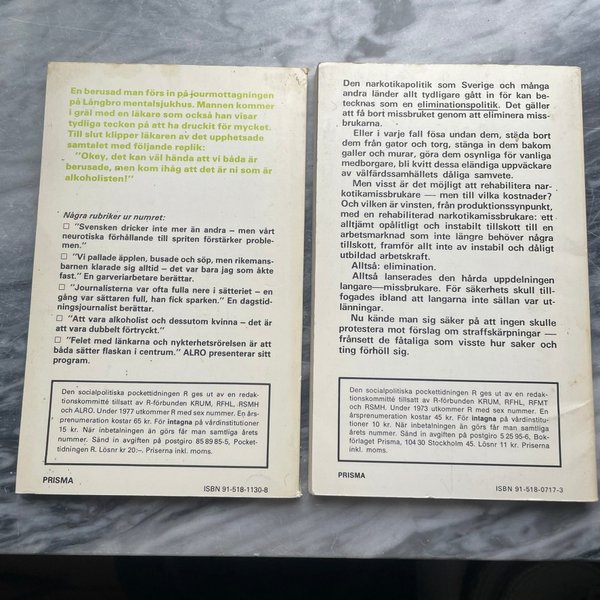 En berusad man förs in på jourmottagningen
på Långbro mentalsjukhus. Mannen kommer
i gräl med en läkare som också han visar
tydliga tecken på att ha druckit för mycket.
Till slut klipper läkaren av det upphetsade
samtalet med följande replik:
"Okey, det kan väl hända att vi båda är
berusade, men kom ihåg att det är ni som är
alkoholisten!"
Några rubriker ur numret:
□ "Svensken dricker inte mer än andra – men vårt
neurotiska förhållande till spriten förstärker proble-
men."
□ "Vi pallade äpplen, busade och söp, men rikemans-
barnen klarade sig alltid – det var bara jag som åkte
fast." En garveriarbetare berättar.
□ "Journalisterna var ofta fulla nere i sätteriet – en
gång var sättaren full, han fick sparken." En dagstid-
ningsjournalist berättar.
□ "Att vara alkoholist och dessutom kvinna – det är
att vara dubbelt förtryckt."
□ "Felet med länkarna och nykterhetsrörelsen är att
båda sätter flaskan i centrum." ALRO presenterar sitt
program.
Den socialpolitiska pockettidningen R ges ut av en redak-
tionskommitté tillsatt av R-förbunden KRUM, RFHL, RSMH
och ALRO. Under 1977 utkommer R med sex nummer. En års-
prenumeration kostar 65 kr. För intagna på vårdinstitutioner
15 kr. När inbetalningen är gjord får man samtliga årets
nummer. Sänd in avgiften på postgiro 85 89 85-5, Pocket-
tidningen R. Lösnr kr 20:–. Priserna inkl. moms.
PRISMA
ISBN 91-518-1130-8
Den narkotikapolitik som Sverige och många
andra länder allt tydligare gått in för kan be-
tecknas som en eliminationspolitik. Det gäller
att få bort missbruket genom att eliminera miss-
brukarna.
Eller i varje fall fösa undan dem, städa bort
dem från gator och torg, stänga in dem bakom
galler och murar, göra dem osynliga för vanliga
medborgare, bli kvitt dessa eländiga uppväckare
av välfärdssamhällets dåliga samvete.
Men visst är det möjligt att rehabilitera nar-
kotikamissbrukare — men till vilka kostnader?
Och vilken är vinsten, från produktionssynpunkt,
med en rehabiliterad narkotikamissbrukare: ett
alltjämt opålitligt och instabilt tillskott till en
arbetsmarknad som inte längre behöver några
tillskott, framför allt inte av instabil och dåligt
utbildad arbetskraft.
Alltså: elimination.
Alltså lanserades den hårda uppdelningen
langare—missbrukare. För säkerhets skull till-
fogades ibland att langarna inte sällan var ut-
länningar.
Nu kände man sig säker på att ingen skulle
protestera mot förslag om straffskärpningar —
frånsett de fåtaliga som visste hur saker och
ting förhöll sig.
Den socialpolitiska pockettidningen R ges ut av en redak-
tionskommitté tillsatt av R-förbunden KRUM, RFHL, RFMT
och RSMH. Under 1973 utkommer R med sex nummer. En
årsprenumeration kostar 45 kr. För intagna på vårdinstitu-
tioner 10 kr. När inbetalningen är gjord får man samtliga
nummer. Sänd in avgiften på postgiro 5 25 95-6, Bok-
förlaget Prisma, 104 30 Stockholm 45. Lösnr 11 kr. Priserna
inkl. moms.
PRISMA
ISBN 91-518-0717-3